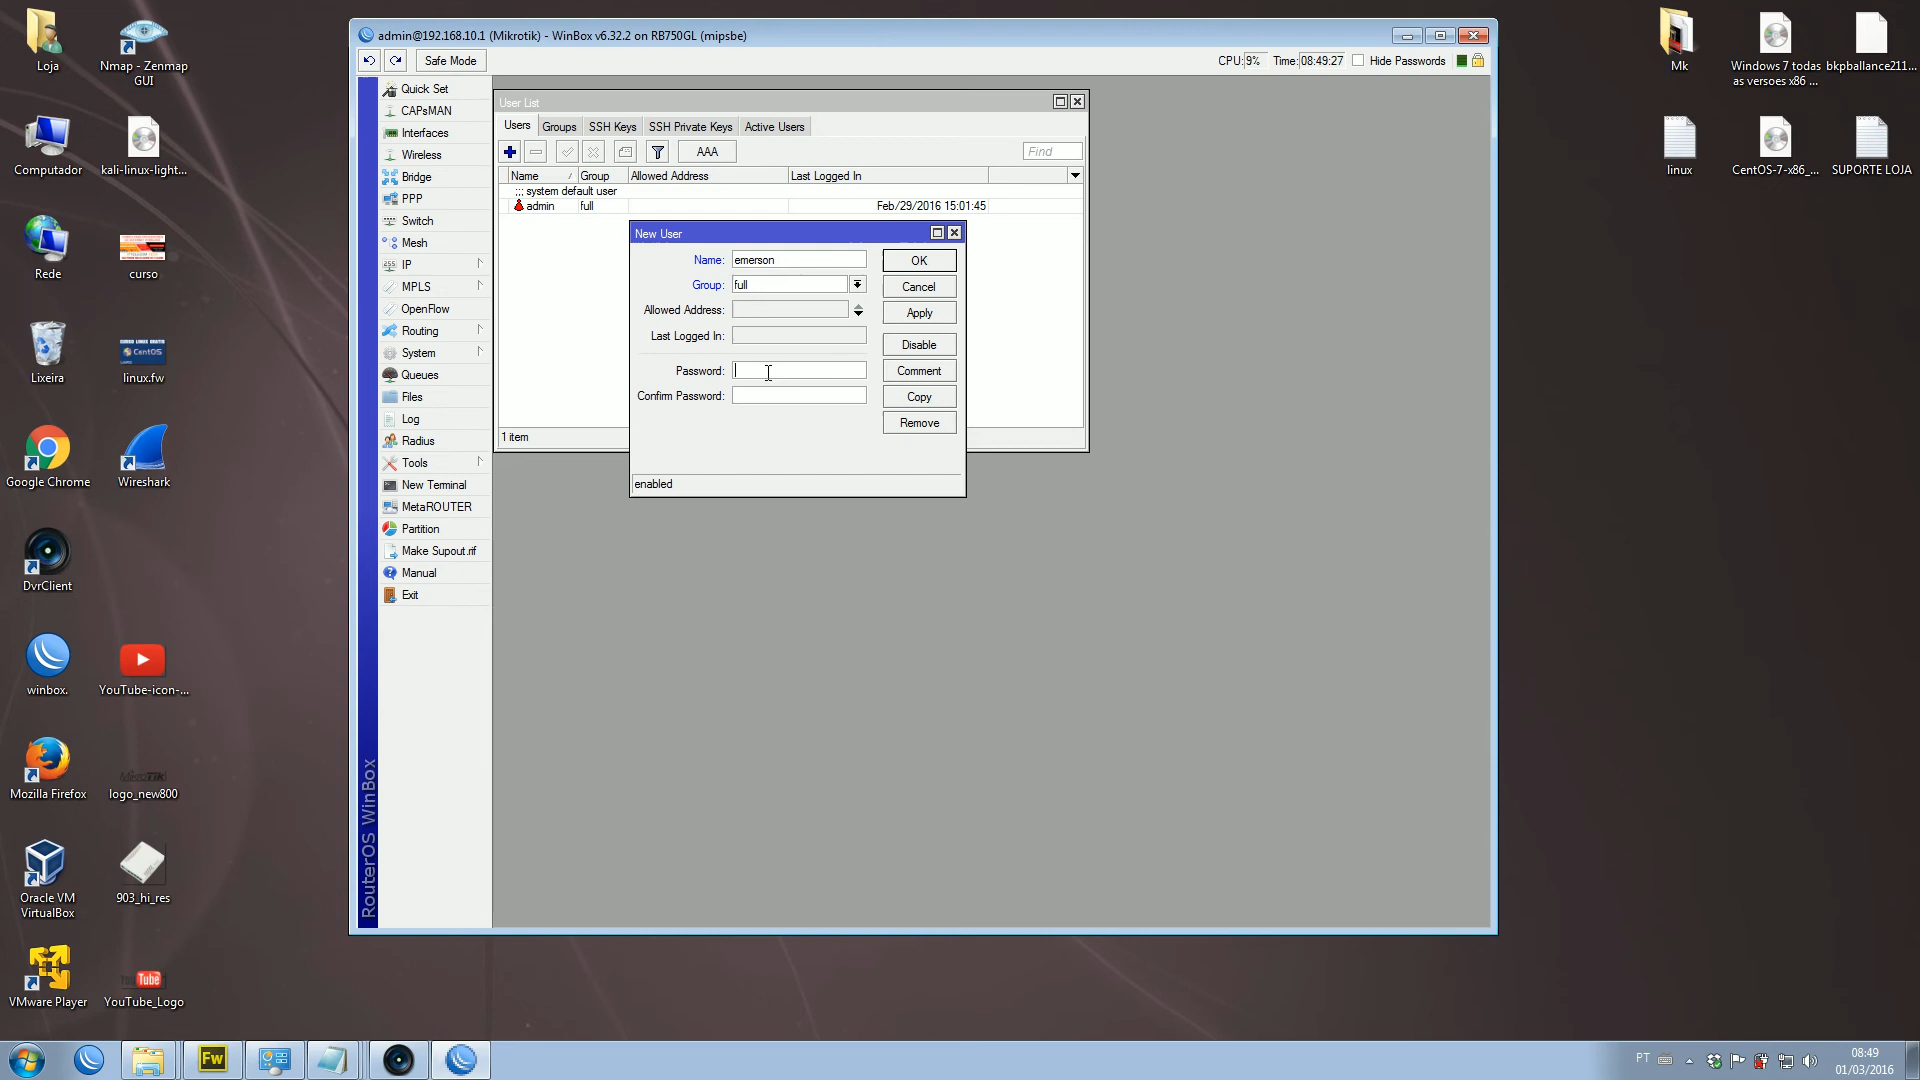 Loja
Nmap - Zenmap
GUI
Computador
kali-linux-light...
Rede
curso
CentOS
Lixeira
linux.fw
Google Chrome
Wireshark
DvrClient
winbox.
YouTube-icon-...
Mozilla Firefox
MikroTik
logo_new800
Oracle VM
VirtualBox
903_hi_res
Tube
VMware Player
YouTube_Logo
Mk
Windows 7 todas
as versoes x86 ...
bkpballance211...
linux
CentOS-7-x86_...
SUPORTE LOJA
admin@192.168.10.1 (Mikrotik) - WinBox v6.32.2 on RB750GL (mipsbe)
Safe Mode
CPU: 9% Time: 08:49:27 Hide Passwords
RouterOS WinBox
Quick Set
CAPsMAN
Interfaces
Wireless
Bridge
PPP
Switch
Mesh
IP
MPLS
OpenFlow
Routing
System
Queues
Files
Log
Radius
Tools
New Terminal
MetaROUTER
Partition
Make Supout.rif
Manual
Exit
User List
Users Groups SSH Keys SSH Private Keys Active Users
AAA
Find
Name Group Allowed Address Last Logged In
;;; system default user
admin full Feb/29/2016 15:01:45
1 item
New User
Name: emerson
Group: full
Allowed Address:
Last Logged In:
Password:
Confirm Password:
OK
Cancel
Apply
Disable
Comment
Copy
Remove
enabled
Fw
PT
08:49
01/03/2016